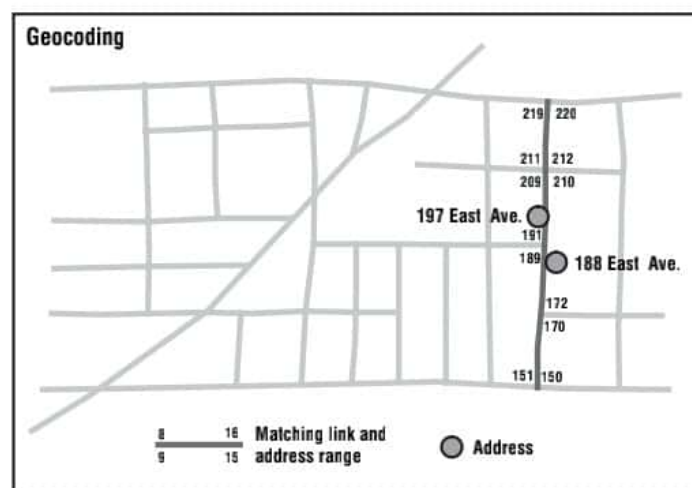 Geocoding
219 220
211 212
209 210
197 East Ave.
191
189 188 East Ave.
172
170
151 150
8 16 Matching link and
9 15 address range
Address